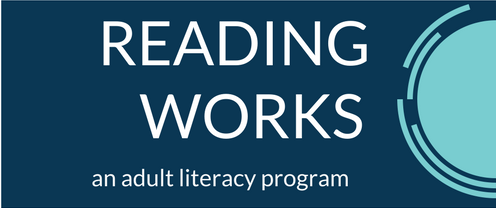 READING
WORKS
an adult literacy program